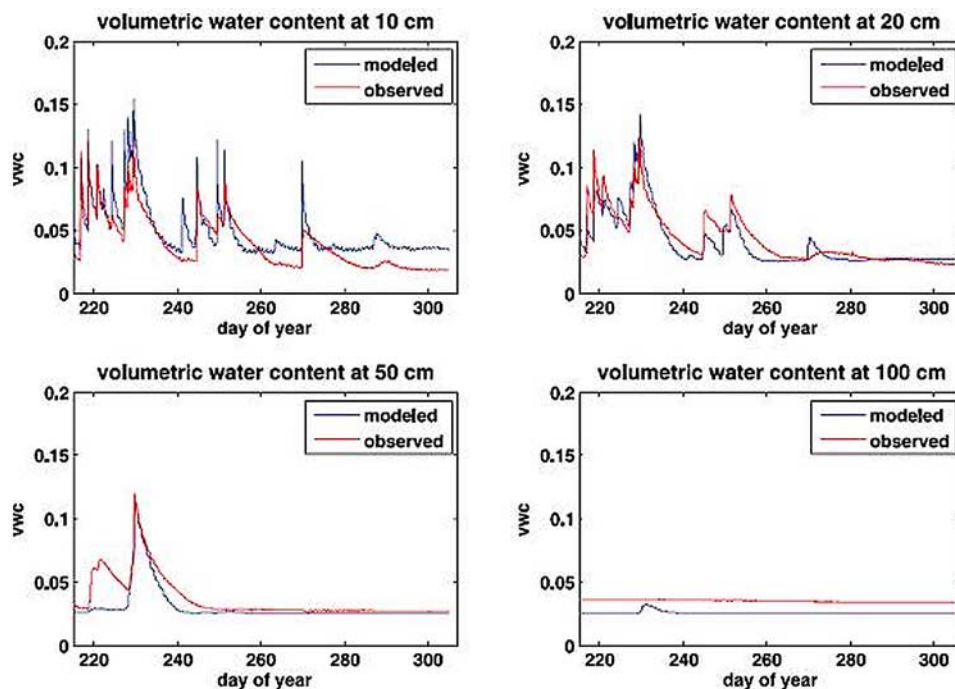 volumetric water content at 10 cm
0.2
0.15
0.1
0.05
0
vwc
modeled
observed
220 240 260 280 300
day of year
volumetric water content at 20 cm
0.2
0.15
0.1
0.05
0
vwc
modeled
observed
220 240 260 280 300
day of year
volumetric water content at 50 cm
0.2
0.15
0.1
0.05
0
vwc
modeled
observed
220 240 260 280 300
day of year
volumetric water content at 100 cm
0.2
0.15
0.1
0.05
0
vwc
modeled
observed
220 240 260 280 300
day of year